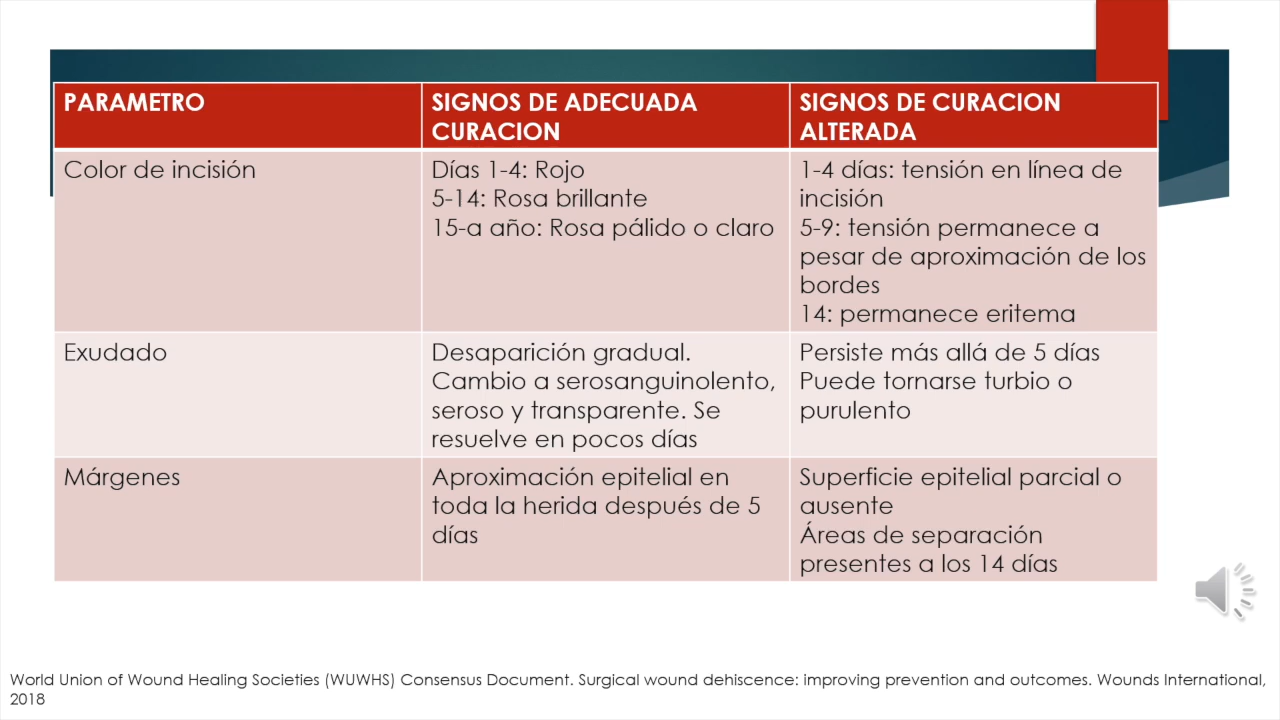 PARAMETRO
SIGNOS DE ADECUADA
CURACION
SIGNOS DE CURACION
ALTERADA
Color de incisión
Días 1-4: Rojo
5-14: Rosa brillante
15-a año: Rosa pálido o claro
1-4 días: tensión en línea de
incisión
5-9: tensión permanece a
pesar de aproximación de los
bordes
14: permanece eritema
Exudado
Desaparición gradual.
Cambio a serosanguinolento,
seroso y transparente. Se
resuelve en pocos días
Persiste más allá de 5 días
Puede tornarse turbio o
purulento
Márgenes
Aproximación epitelial en
toda la herida después de 5
días
Superficie epitelial parcial o
ausente
Áreas de separación
presentes a los 14 días
World Union of Wound Healing Societies (WUWHS) Consensus Document. Surgical wound dehiscence: improving prevention and outcomes. Wounds International,
2018